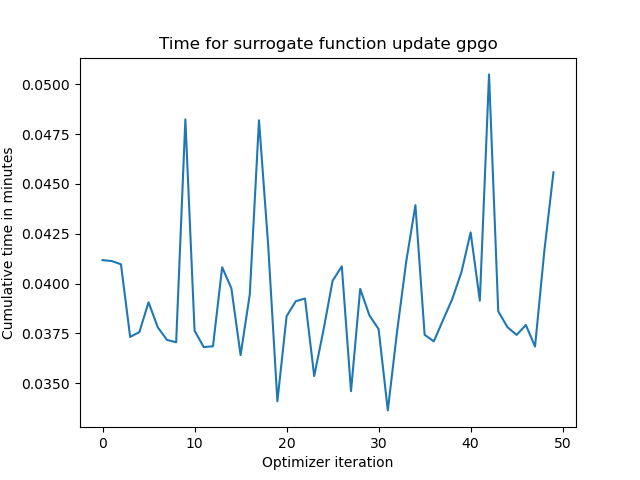 Time for surrogate function update gpgo
Cumulative time in minutes
0.0500
0.0475
0.0450
0.0425
0.0400
0.0375
0.0350
0 10 20 30 40 50
Optimizer iteration